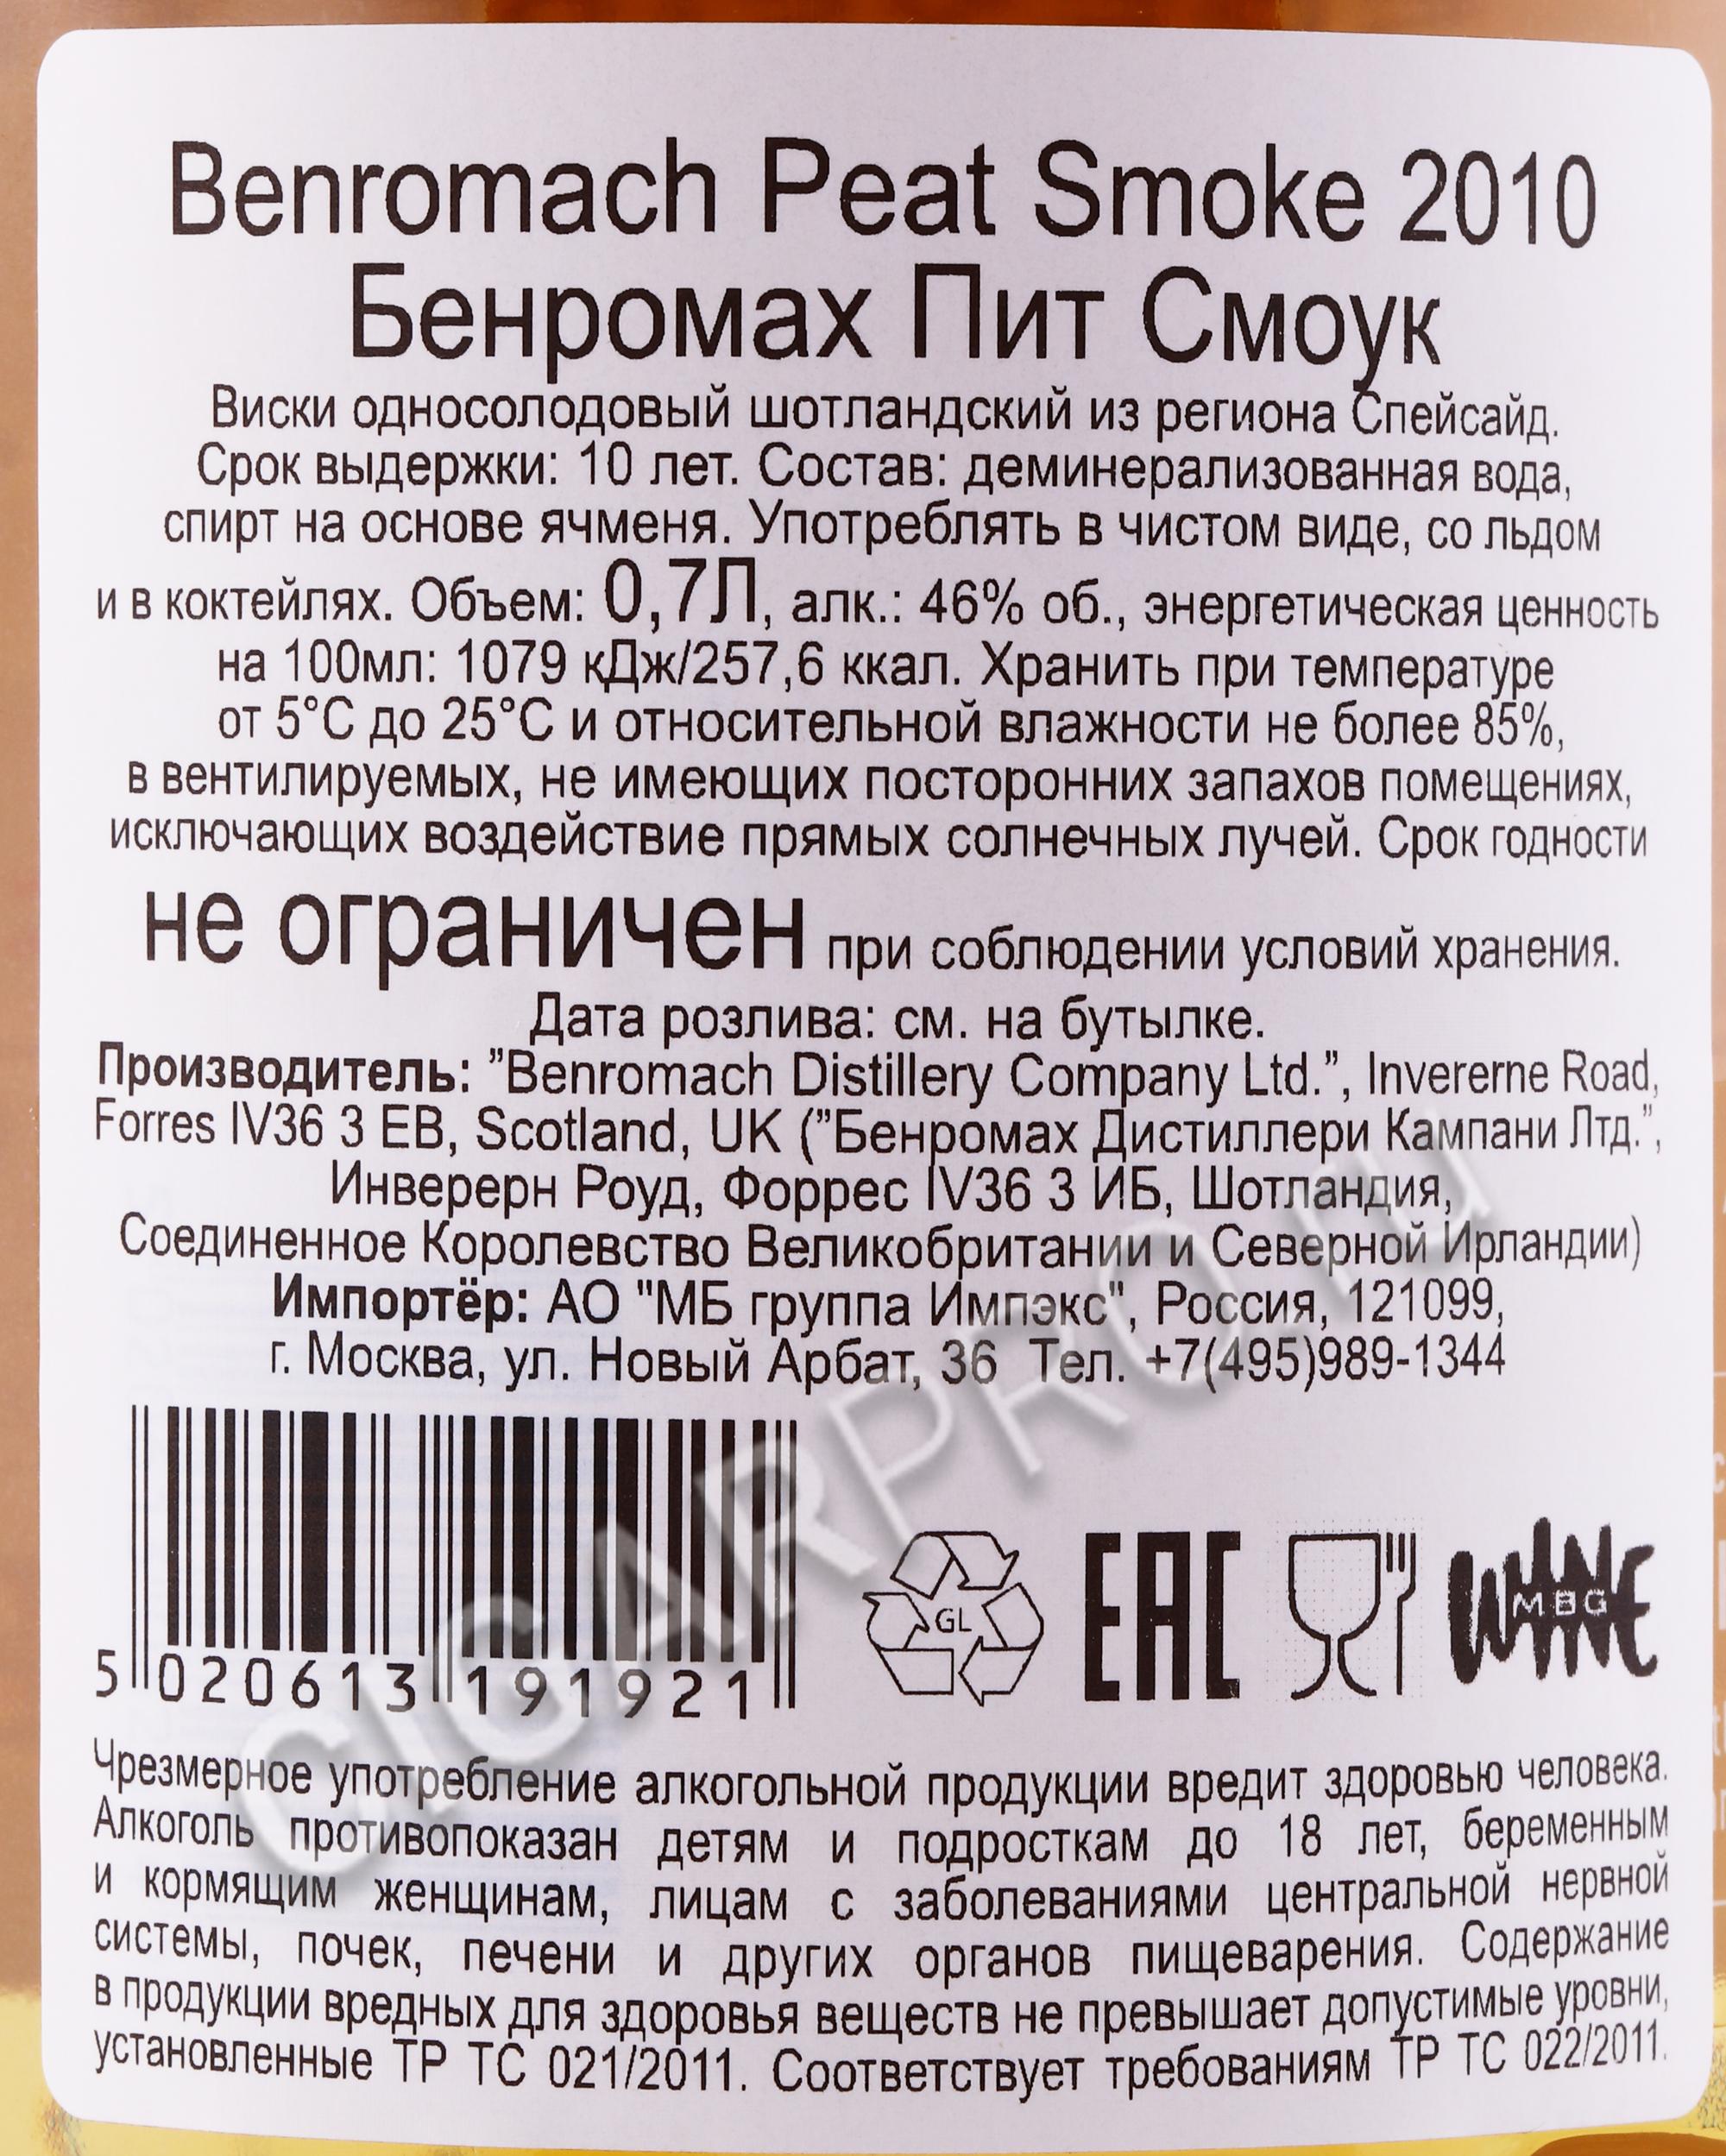 Benromach Peat Smoke 2010
Бенромах Пит Смоук
Виски односолодовый шотландский из региона Спейсайд.
Срок выдержки: 10 лет. Состав: деминерализованная вода,
спирт на основе ячменя. Употреблять в чистом виде, со льдом
и в коктейлях. Объем: 0,7Л, алк.: 46% об., энергетическая ценность
на 100мл: 1079 кДж/257,6 ккал. Хранить при температуре
от 5°C до 25°C и относительной влажности не более 85%,
в вентилируемых, не имеющих посторонних запахов помещениях,
исключающих воздействие прямых солнечных лучей. Срок годности
не ограничен при соблюдении условий хранения.
Дата розлива: см. на бутылке.
Производитель: ”Benromach Distillery Company Ltd.”, Invererne Road,
Forres IV36 3 EB, Scotland, UK (”Бенромах Дистиллери Кампани Лтд.”,
Инверерн Роуд, Форрес IV36 3 ИБ, Шотландия,
Соединенное Королевство Великобритании и Северной Ирландии)
Импортёр: АО "МБ группа Импэкс", Россия, 121099,
г. Москва, ул. Новый Арбат, 36 Тел. +7(495)989-1344
CIGARPRO.ru
GL
EAC
WINE
MBG
5 020613 191921
Чрезмерное употребление алкогольной продукции вредит здоровью человека.
Алкоголь противопоказан детям и подросткам до 18 лет, беременным
и кормящим женщинам, лицам с заболеваниями центральной нервной
системы, почек, печени и других органов пищеварения. Содержание
в продукции вредных для здоровья веществ не превышает допустимые уровни,
установленные ТР ТС 021/2011. Соответствует требованиям ТР ТС 022/2011.